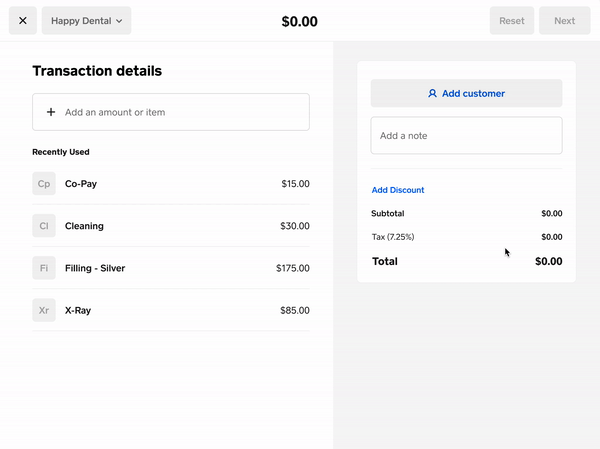 Happy Dental
$0.00
Reset
Next
Transaction details
Add an amount or item
Recently Used
Cp Co-Pay $15.00
Cl Cleaning $30.00
Fi Filling - Silver $175.00
Xr X-Ray $85.00
Add customer
Add a note
Add Discount
Subtotal $0.00
Tax (7.25%) $0.00
Total $0.00